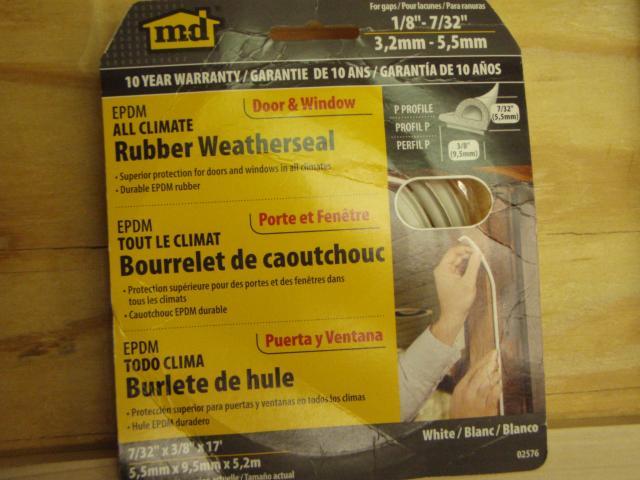 For gaps / Pour lacunes / Para ranuras
m·d
1/8"- 7/32"
3,2mm - 5,5mm
10 YEAR WARRANTY / GARANTIE DE 10 ANS / GARANTÍA DE 10 AÑOS
EPDM
Door & Window
ALL CLIMATE
Rubber Weatherseal
• Superior protection for doors and windows in all climates
• Durable EPDM rubber
P PROFILE
PROFIL P
PERFIL P
7/32"
(5,5mm)
3/8"
(9,5mm)
EPDM
Porte et Fenêtre
TOUT LE CLIMAT
Bourrelet de caoutchouc
• Protection supérieure pour des portes et des fenêtres dans
tous les climats
• Cauotchouc EPDM durable
EPDM
Puerta y Ventana
TODO CLIMA
Burlete de hule
• Protección superior para puertas y ventanas en todos los climas
• Hule EPDM duradero
7/32" x 3/8" x 17'
5,5mm x 9,5mm x 5,2m
White / Blanc / Blanco
02576
actuelle / Tamaño actual